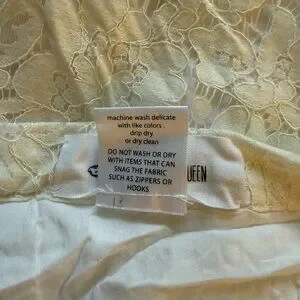 machine wash delicate
with like colors.
drip dry
or dry clean
DO NOT WASH OR DRY
WITH ITEMS THAT CAN
SNAG THE FABRIC
SUCH AS ZIPPERS OR
HOOKS
UEEN